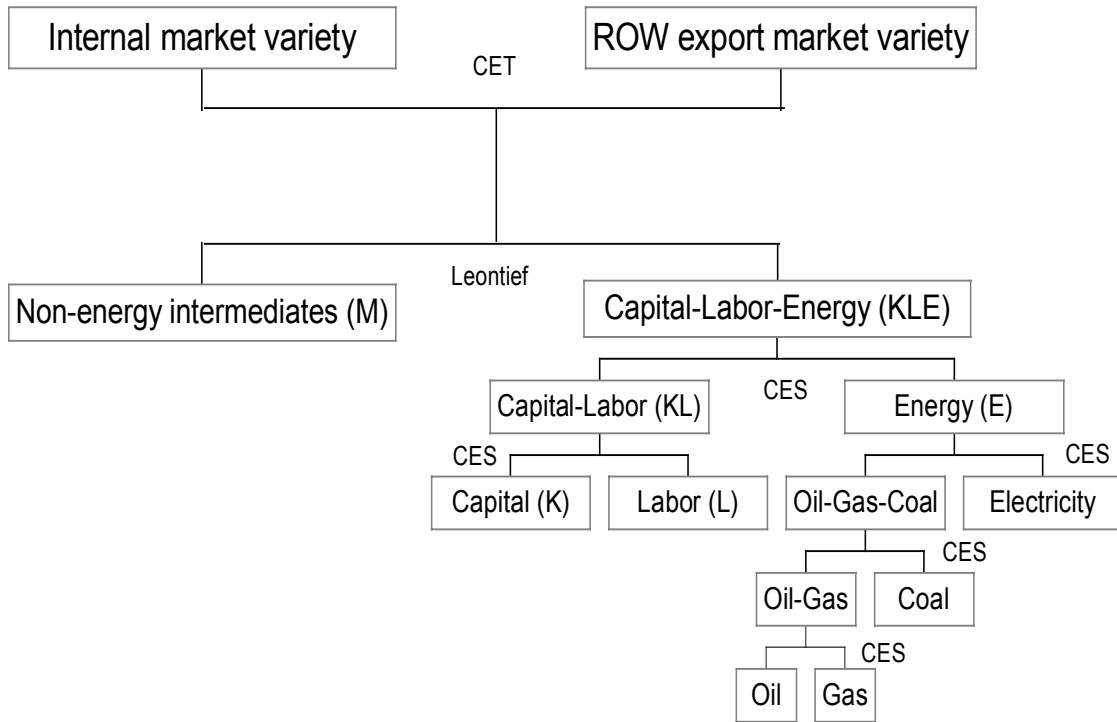 Internal market variety
ROW export market variety
CET
Leontief
Non-energy intermediates (M)
Capital-Labor-Energy (KLE)
CES
Capital-Labor (KL)
Energy (E)
CES
CES
Capital (K)
Labor (L)
Oil-Gas-Coal
Electricity
CES
Oil-Gas
Coal
CES
Oil
Gas